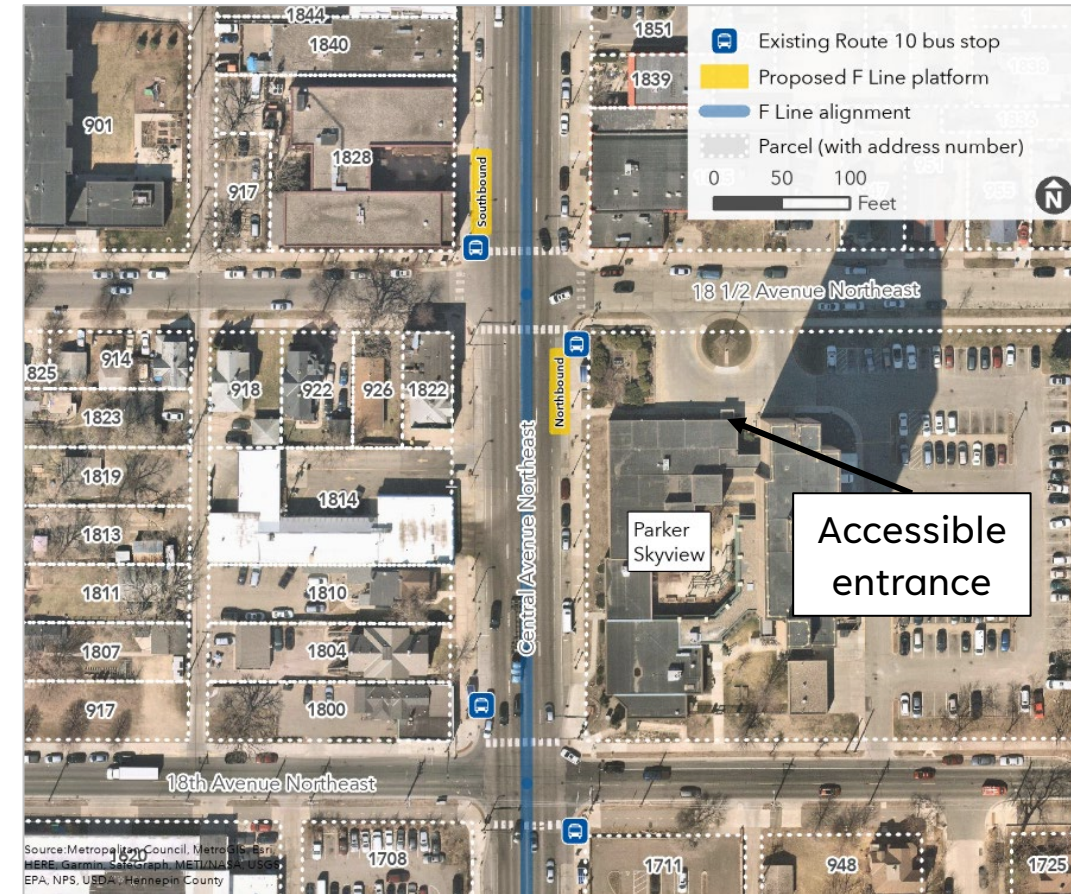 1844
1840
1851
1839
901
1828
917
Southbound
Existing Route 10 bus stop
Proposed F Line platform
F Line alignment
Parcel (with address number)
0 50 100
Feet
N
18 1/2 Avenue Northeast
825
914
918
922
926
1822
1823
Northbound
1819
1814
1813
Central Avenue Northeast
Parker
Skyview
Accessible
entrance
1811
1810
1807
1804
917
1800
18th Avenue Northeast
Source: Metropolitan Council, MetroGIS, Esri
HERE, Garmin, SafeGraph, METI/NASA, USGS
EPA, NPS, USDA, Hennepin County
1620
1708
1711
948
1725